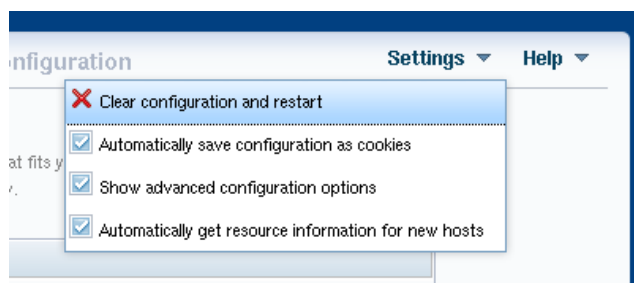 nfiguration Settings Help
Clear configuration and restart
Automatically save configuration as cookies
at fits y
Show advanced configuration options
Automatically get resource information for new hosts